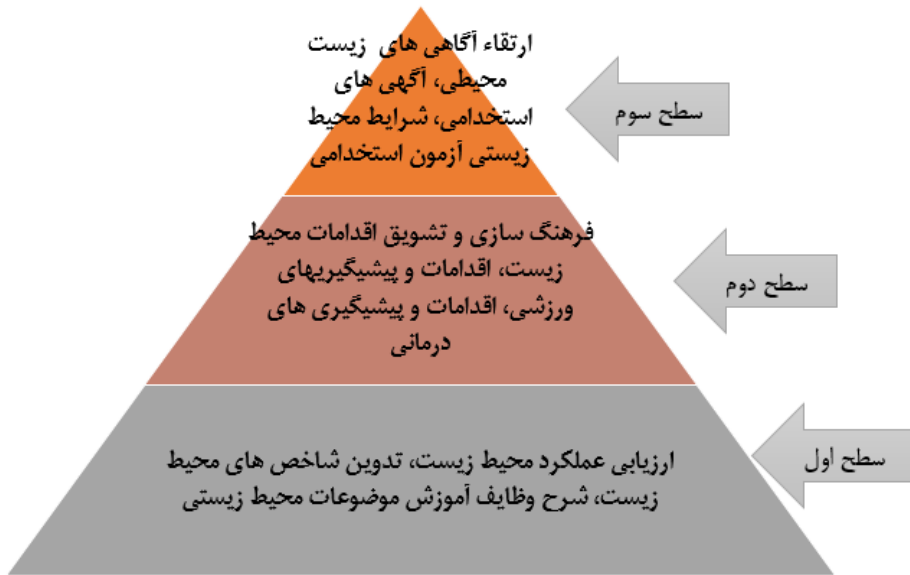 ارتقاء آگاهی های زیست
محیطی، آگهی های
استخدامی، شرایط محیط
زیستی آزمون استخدامی
سطح سوم
فرهنگ سازی و تشویق اقدامات محیط
زیست، اقدامات و پیشگیریهای
ورزشی، اقدامات و پیشگیری های
درمانی
سطح دوم
ارزیابی عملکرد محیط زیست، تدوین شاخص های محیط
زیست، شرح وظایف آموزش موضوعات محیط زیستی
سطح اول